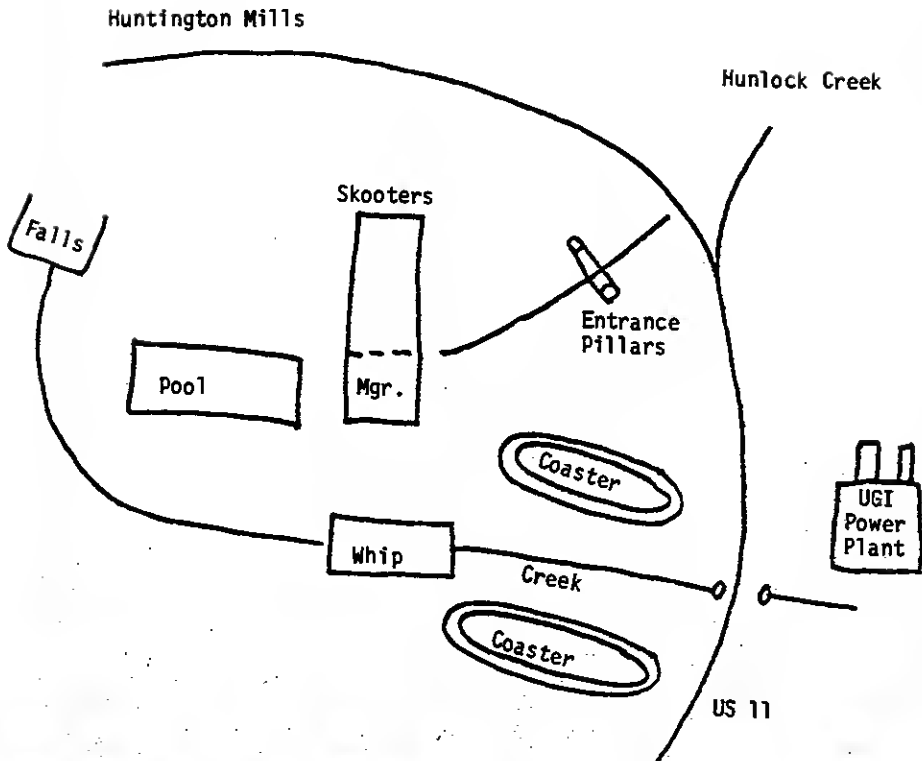 Huntington Mills
Hunlock Creek
Skooters
Falls
Entrance
Pillars
Pool
Mgr.
Coaster
UGI
Power
Plant
Whip
Creek
Coaster
US 11